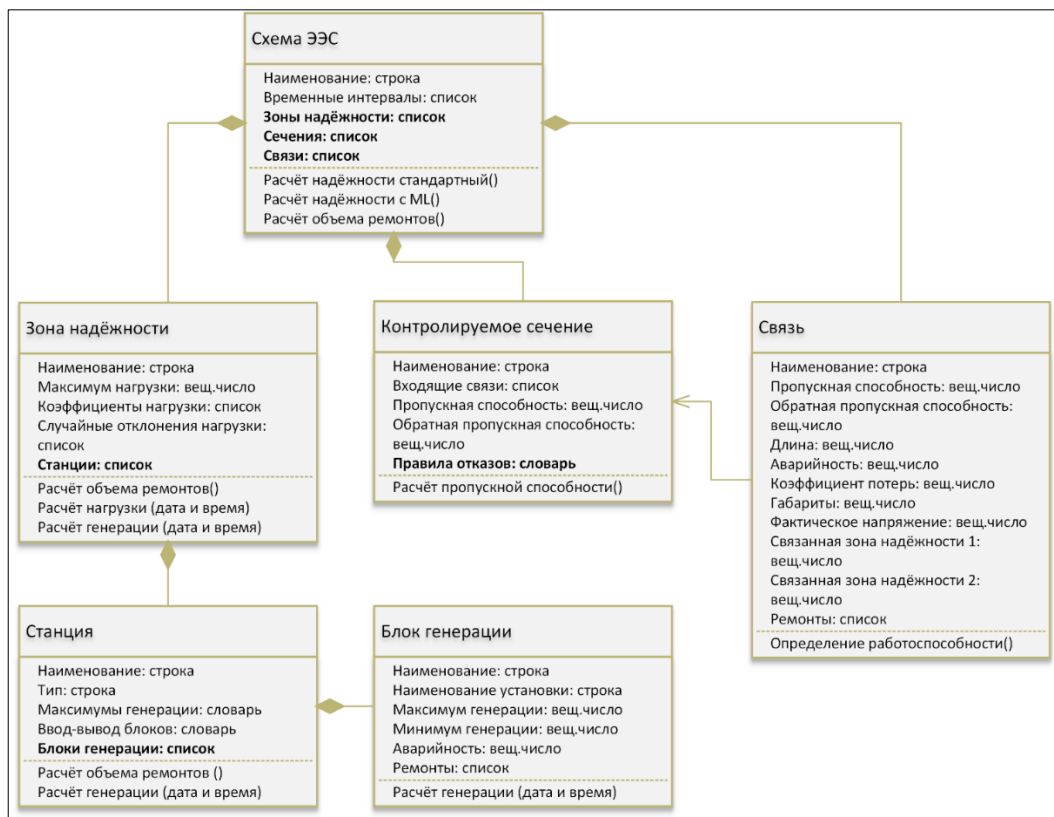 Схема ЭЭС
Наименование: строка
Временные интервалы: список
Зоны надёжности: список
Сечения: список
Связи: список
Расчёт надёжности стандартный()
Расчёт надёжности с ML()
Расчёт объема ремонтов()
Зона надёжности
Наименование: строка
Максимум нагрузки: вещ.число
Коэффициенты нагрузки: список
Случайные отклонения нагрузки:
список
Станции: список
Расчёт объема ремонтов()
Расчёт нагрузки (дата и время)
Расчёт генерации (дата и время)
Контролируемое сечение
Наименование: строка
Входящие связи: список
Пропускная способность: вещ.число
Обратная пропускная способность:
вещ.число
Правила отказов: словарь
Расчёт пропускной способности()
Связь
Наименование: строка
Пропускная способность: вещ.число
Обратная пропускная способность:
вещ.число
Длина: вещ.число
Аварийность: вещ.число
Коэффициент потерь: вещ.число
Габариты: вещ.число
Фактическое напряжение: вещ.число
Связанная зона надёжности 1:
вещ.число
Связанная зона надёжности 2:
вещ.число
Ремонты: список
Определение работоспособности()
Станция
Наименование: строка
Тип: строка
Максимумы генерации: словарь
Ввод-вывод блоков: словарь
Блоки генерации: список
Расчёт объема ремонтов ()
Расчёт генерации (дата и время)
Блок генерации
Наименование: строка
Наименование установки: строка
Максимум генерации: вещ.число
Минимум генерации: вещ.число
Аварийность: вещ.число
Ремонты: список
Расчёт генерации (дата и время)